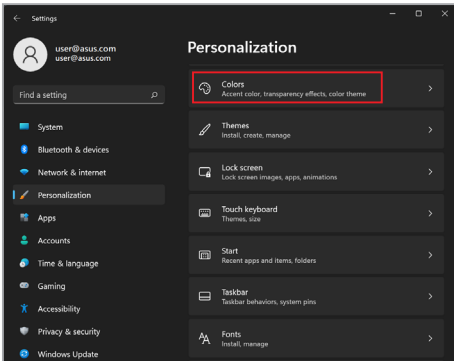 Settings
user@asus.com
user@asus.com
Find a setting
System
Bluetooth & devices
Network & internet
Personalization
Apps
Accounts
Time & language
Gaming
Accessibility
Privacy & security
Windows Update
Personalization
Colors
Accent color, transparency effects, color theme
Themes
Install, create, manage
Lock screen
Lock screen images, apps, animations
Touch keyboard
Themes, size
Start
Recent apps and items, folders
Taskbar
Taskbar behaviors, system pins
Fonts
Install, manage